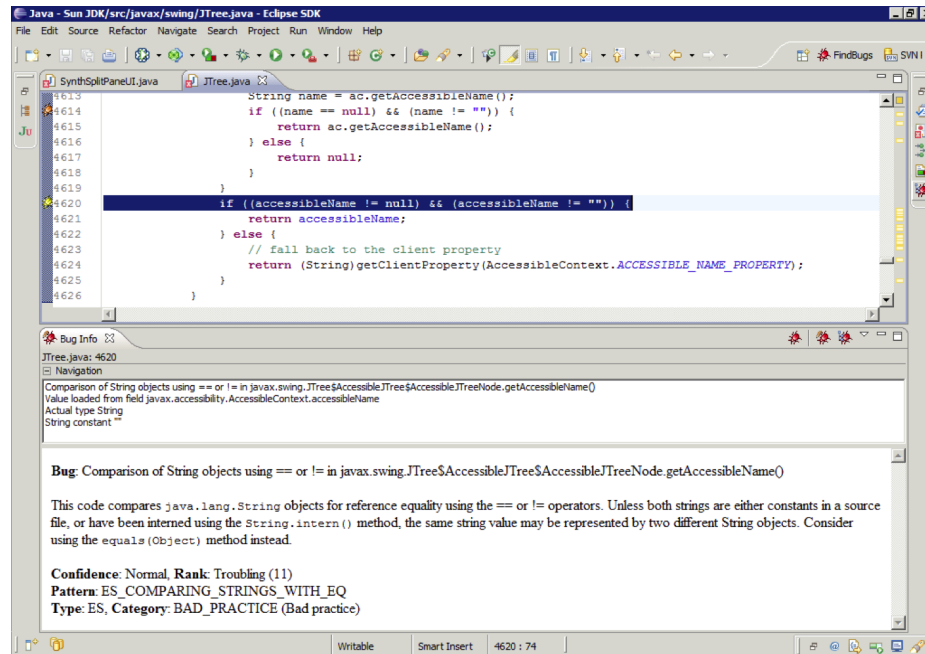 Java - Sun JDK/src/javax/swing/JTree.java - Eclipse SDK
File Edit Source Refactor Navigate Search Project Run Window Help
FindBugs SVN
SynthSplitPaneUI.java JTree.java
4613 String name = ac.getAccessibleName();
4614 if ((name == null) && (name != "")) {
4615 return ac.getAccessibleName();
4616 } else {
4617 return null;
4618 }
4619 }
4620 if ((accessibleName != null) && (accessibleName != "")) {
4621 return accessibleName;
4622 } else {
4623 // fall back to the client property
4624 return (String)getClientProperty(AccessibleContext.ACCESSIBLE_NAME_PROPERTY);
4625 }
4626 }
Ju
Bug Info
JTree.java: 4620
Navigation
Comparison of String objects using == or != in javax.swing.JTree$AccessibleJTree$AccessibleJTreeNode.getAccessibleName()
Value loaded from field javax.accessibility.AccessibleContext.accessibleName
Actual type String
String constant ""
Bug: Comparison of String objects using == or != in javax.swing.JTree$AccessibleJTree$AccessibleJTreeNode.getAccessibleName()
This code compares java.lang.String objects for reference equality using the == or != operators. Unless both strings are either constants in a source
file, or have been interned using the String.intern() method, the same string value may be represented by two different String objects. Consider
using the equals(Object) method instead.
Confidence: Normal, Rank: Troubling (11)
Pattern: ES_COMPARING_STRINGS_WITH_EQ
Type: ES, Category: BAD_PRACTICE (Bad practice)
Writable Smart Insert 4620 : 74